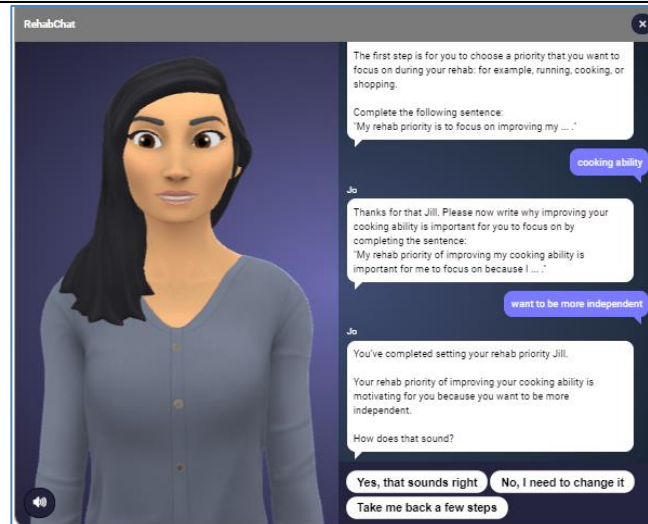 RehabChat
The first step is for you to choose a priority that you want to
focus on during your rehab: for example, running, cooking, or
shopping.
Complete the following sentence:
"My rehab priority is to focus on improving my ... ."
cooking ability
Jo
Thanks for that Jill. Please now write why improving your
cooking ability is important for you to focus on by
completing the sentence:
"My rehab priority of improving my cooking ability is
important for me to focus on because I ... ."
want to be more independent
Jo
You've completed setting your rehab priority Jill.
Your rehab priority of improving your cooking ability is
motivating for you because you want to be more
independent.
How does that sound?
Yes, that sounds right No, I need to change it
Take me back a few steps